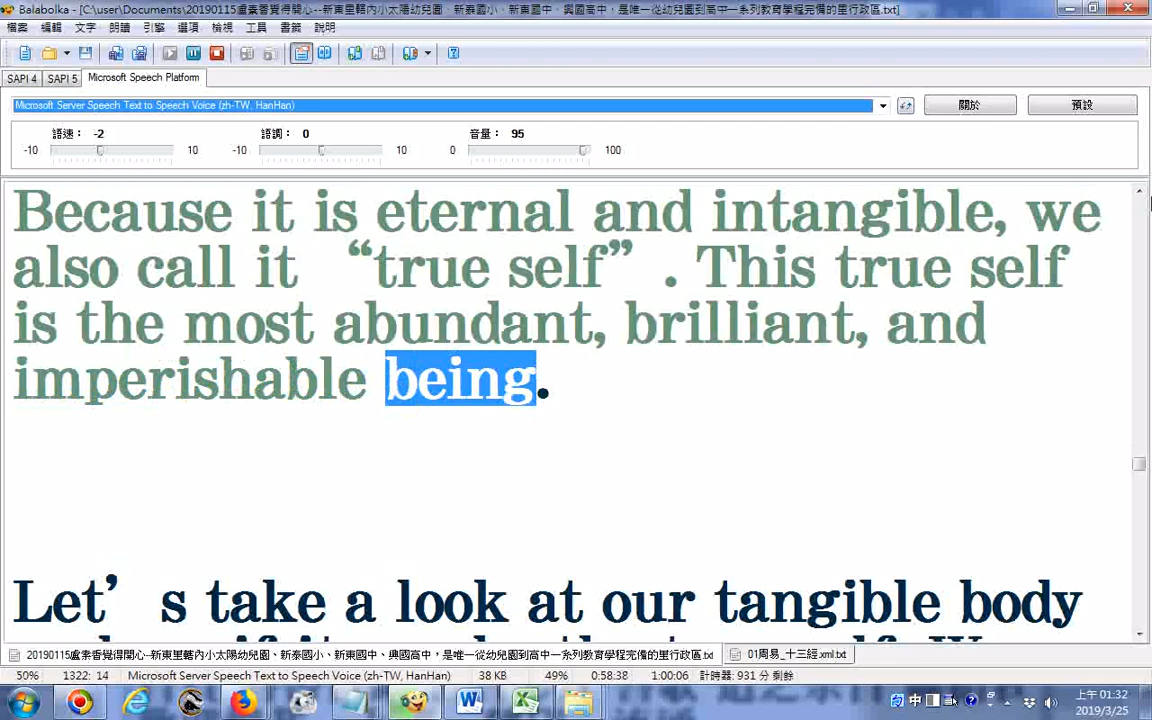 Balabolka - [C:\user\Documents\20190115盧素香覺得開心--新東里轄內小太陽幼兒園、新泰國小、新東國中、興國高中，是唯一從幼兒園到高中一系列教育學程完備的里行政區.txt]
檔案 編輯 文字 朗讀 引擎 選項 檢視 工具 書籤 說明
SAPI 4 SAPI 5 Microsoft Speech Platform
Microsoft Server Speech Text to Speech Voice (zh-TW, HanHan) 關於 預設
語速： -2 語調： 0 音量： 95
-10 10 -10 10 0 100
Because it is eternal and intangible, we
also call it “true self”. This true self
is the most abundant, brilliant, and
imperishable being.
Let’s take a look at our tangible body
20190115盧素香覺得開心--新東里轄內小太陽幼兒園、新泰國小、新東國中、興國高中，是唯一從幼兒園到高中一系列教育學程完備的里行政區.txt 01周易_十三經.xml.txt
50% 1322: 14 Microsoft Server Speech Text to Speech Voice (zh-TW, HanHan) 38 KB 49% 0:58:38 1:00:06 計時器: 931 分 剩餘
中 上午 01:32
2019/3/25